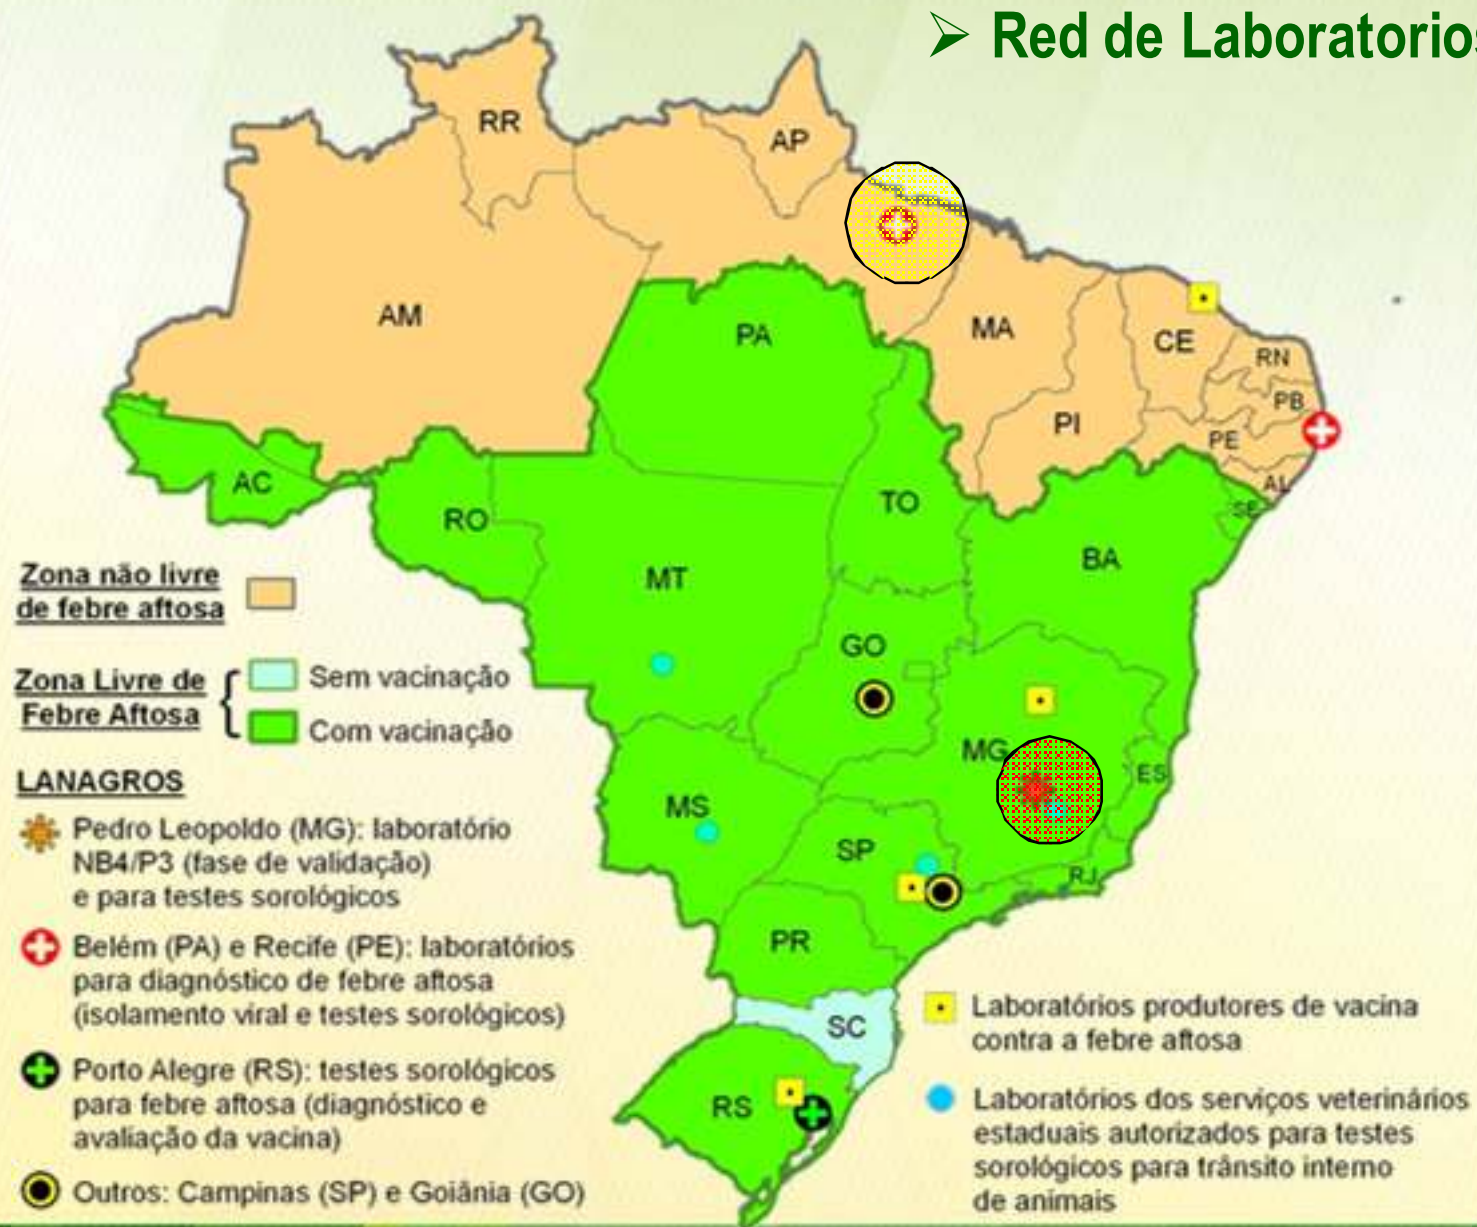 ➢ Red de Laboratorios
RR
AP
AM
PA
MA
CE
RN
PB
PE
PI
AL
SE
AC
RO
TO
BA
MT
GO
MG
ES
MS
SP
RJ
PR
SC
RS
Zona não livre
de febre aftosa
Zona Livre de
Febre Aftosa
Sem vacinação
Com vacinação
LANAGROS
Pedro Leopoldo (MG): laboratório
NB4/P3 (fase de validação)
e para testes sorológicos
Belém (PA) e Recife (PE): laboratórios
para diagnóstico de febre aftosa
(isolamento viral e testes sorológicos)
Porto Alegre (RS): testes sorológicos
para febre aftosa (diagnóstico e
avaliação da vacina)
Outros: Campinas (SP) e Goiânia (GO)
Laboratórios produtores de vacina
contra a febre aftosa
Laboratórios dos serviços veterinários
estaduais autorizados para testes
sorológicos para trânsito interno
de animais